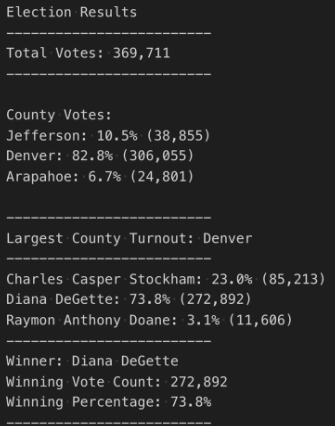 Election Results
-------------------------
Total Votes: 369,711
-------------------------
County Votes:
Jefferson: 10.5% (38,855)
Denver: 82.8% (306,055)
Arapahoe: 6.7% (24,801)
-------------------------
Largest County Turnout: Denver
-------------------------
Charles Casper Stockham: 23.0% (85,213)
Diana DeGette: 73.8% (272,892)
Raymon Anthony Doane: 3.1% (11,606)
-------------------------
Winner: Diana DeGette
Winning Vote Count: 272,892
Winning Percentage: 73.8%
-------------------------